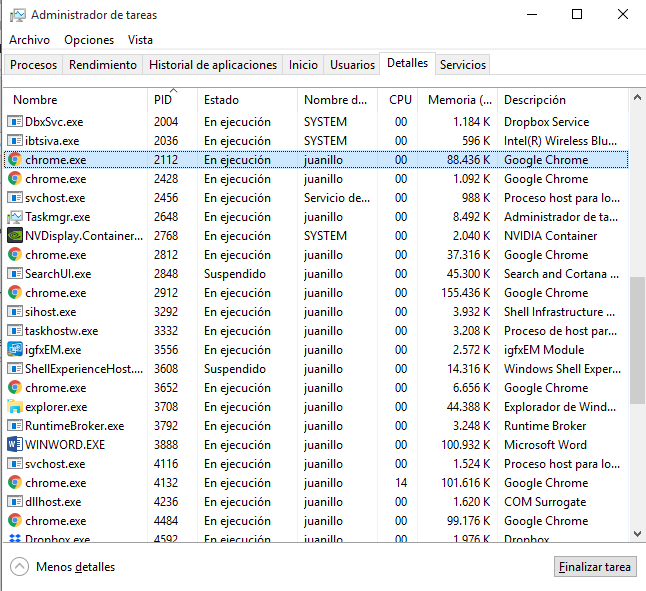 Administrador de tareas
Archivo Opciones Vista
Procesos Rendimiento Historial de aplicaciones Inicio Usuarios Detalles Servicios
Nombre PID Estado Nombre d... CPU Memoria (... Descripción
DbxSvc.exe 2004 En ejecución SYSTEM 00 1.184 K Dropbox Service
ibtsiva.exe 2036 En ejecución SYSTEM 00 596 K Intel(R) Wireless Blu...
chrome.exe 2112 En ejecución juanillo 00 88.436 K Google Chrome
chrome.exe 2428 En ejecución juanillo 00 1.092 K Google Chrome
svchost.exe 2456 En ejecución Servicio de... 00 988 K Proceso host para lo...
Taskmgr.exe 2648 En ejecución juanillo 00 8.492 K Administrador de ta...
NVDisplay.Container... 2768 En ejecución SYSTEM 00 2.040 K NVIDIA Container
chrome.exe 2812 En ejecución juanillo 00 37.316 K Google Chrome
SearchUI.exe 2848 Suspendido juanillo 00 45.300 K Search and Cortana ...
chrome.exe 2912 En ejecución juanillo 00 155.436 K Google Chrome
sihost.exe 3292 En ejecución juanillo 00 3.932 K Shell Infrastructure ...
taskhostw.exe 3332 En ejecución juanillo 00 3.208 K Proceso de host par...
igfxEM.exe 3556 En ejecución juanillo 00 2.572 K igfxEM Module
ShellExperienceHost.... 3608 Suspendido juanillo 00 14.316 K Windows Shell Exper...
chrome.exe 3652 En ejecución juanillo 00 6.656 K Google Chrome
explorer.exe 3708 En ejecución juanillo 00 44.388 K Explorador de Wind...
RuntimeBroker.exe 3792 En ejecución juanillo 00 3.248 K Runtime Broker
WINWORD.EXE 3888 En ejecución juanillo 00 100.932 K Microsoft Word
svchost.exe 4116 En ejecución juanillo 00 1.524 K Proceso host para lo...
chrome.exe 4132 En ejecución juanillo 14 101.616 K Google Chrome
dllhost.exe 4236 En ejecución juanillo 00 1.620 K COM Surrogate
chrome.exe 4484 En ejecución juanillo 00 99.176 K Google Chrome
Dropbox.exe 4592 En ejecución juanillo 00 1.976 K Dropbox
Menos detalles Finalizar tarea